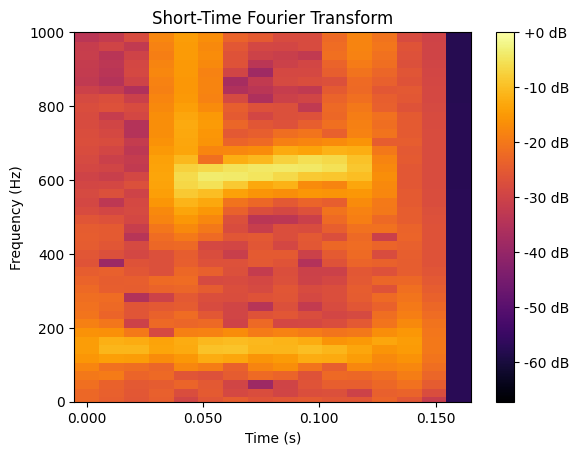 Short-Time Fourier Transform
Frequency (Hz)
1000
800
600
400
200
0
0.000
0.050
0.100
0.150
Time (s)
+0 dB
-10 dB
-20 dB
-30 dB
-40 dB
-50 dB
-60 dB